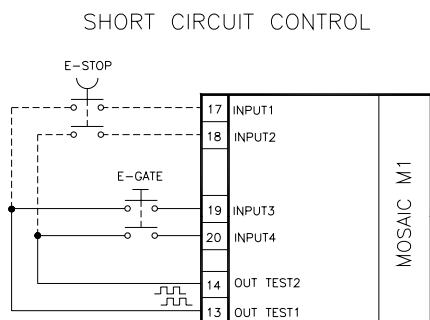 SHORT CIRCUIT CONTROL
E-STOP
17 INPUT1
18 INPUT2
E-GATE
19 INPUT3
20 INPUT4
14 OUT TEST2
13 OUT TEST1
MOSAIC M1